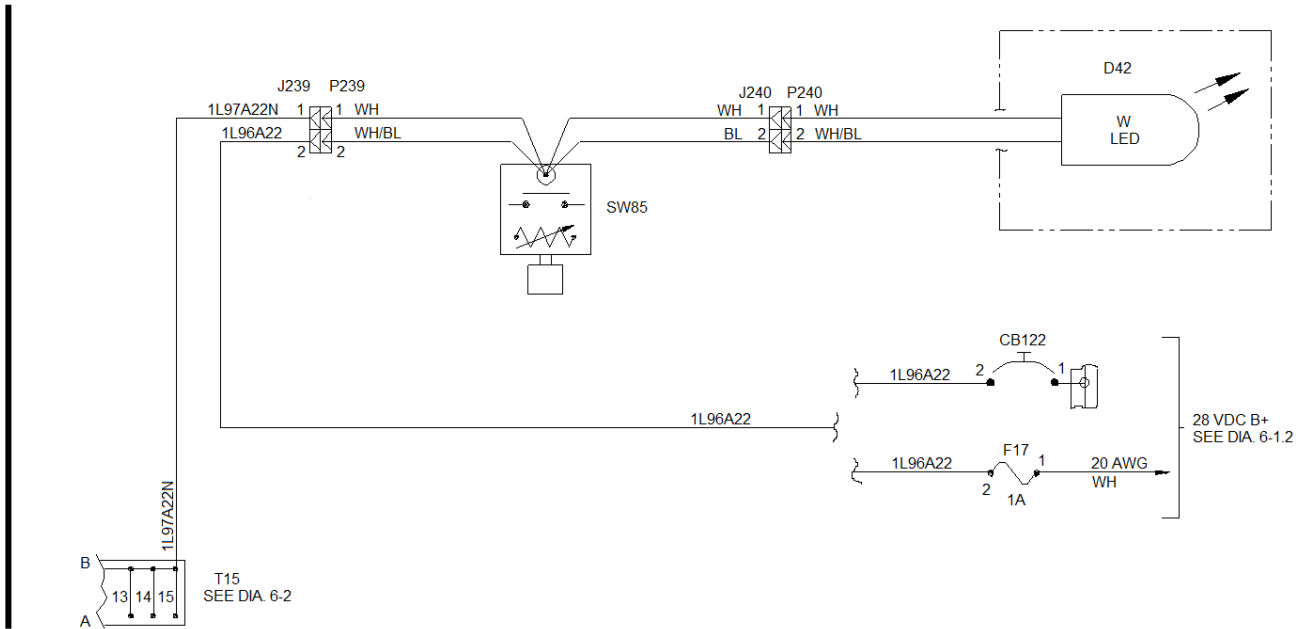 D42
J239 P239
J240 P240
1L97A22N 1 1 WH
WH 1 1 WH
W
LED
1L96A22 2 2 WH/BL
BL 2 2 WH/BL
SW85
CB122
1L96A22 2 1
1L96A22
28 VDC B+
SEE DIA. 6-1.2
F17
1L96A22 2 1 20 AWG
WH
1A
1L97A22N
B
T15
13 14 15
SEE DIA. 6-2
A